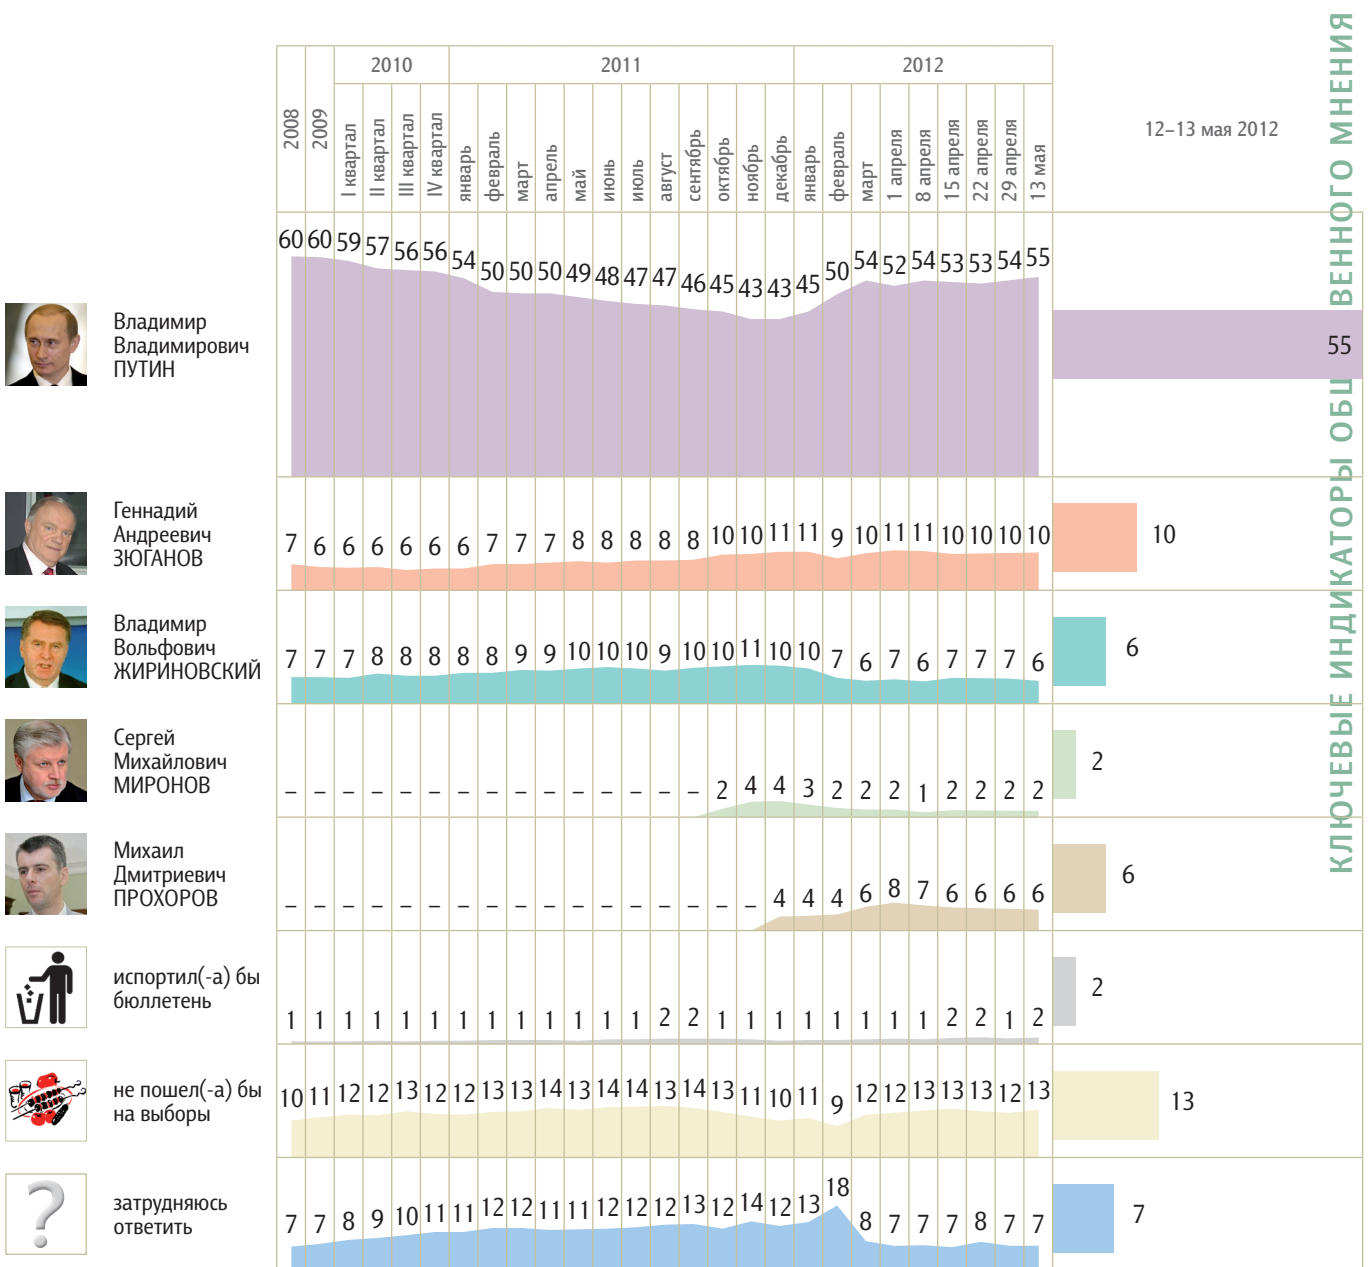 КЛЮЧЕВЫЕ ИНДИКАТОРЫ ОБЩ ВЕННОГО МНЕНИЯ
2010 2011 2012
2008 2009 I квартал II квартал III квартал IV квартал январь февраль март апрель май июнь июль август сентябрь октябрь ноябрь декабрь январь февраль март 1 апреля 8 апреля 15 апреля 22 апреля 29 апреля 13 мая
12–13 мая 2012
60 60 59 57 56 56 54 50 50 50 49 48 47 47 46 45 43 43 45 50 54 52 54 53 53 54 55
Владимир
Владимирович
ПУТИН
55
Геннадий
Андреевич
ЗЮГАНОВ
7 6 6 6 6 6 6 7 7 7 8 8 8 8 8 10 10 11 11 9 10 11 11 10 10 10 10
10
Владимир
Вольфович
ЖИРИНОВСКИЙ
7 7 7 8 8 8 8 8 9 9 10 10 10 9 10 10 11 10 10 7 6 7 6 7 7 7 6
6
Сергей
Михайлович
МИРОНОВ
– – – – – – – – – – – – – – – 2 4 4 3 2 2 2 1 2 2 2 2
2
Михаил
Дмитриевич
ПРОХОРОВ
– – – – – – – – – – – – – – – – – 4 4 4 6 8 7 6 6 6 6
6
испортил(-а) бы
бюллетень
1 1 1 1 1 1 1 1 1 1 1 1 1 2 2 1 1 1 1 1 1 1 1 2 2 1 2
2
не пошел(-а) бы
на выборы
10 11 12 12 13 12 12 13 13 14 13 14 14 13 14 13 11 10 11 9 12 12 13 13 13 12 13
13
затрудняюсь
ответить
7 7 8 9 10 11 11 12 12 11 11 12 12 12 13 12 14 12 13 18 8 7 7 7 8 7 7
7